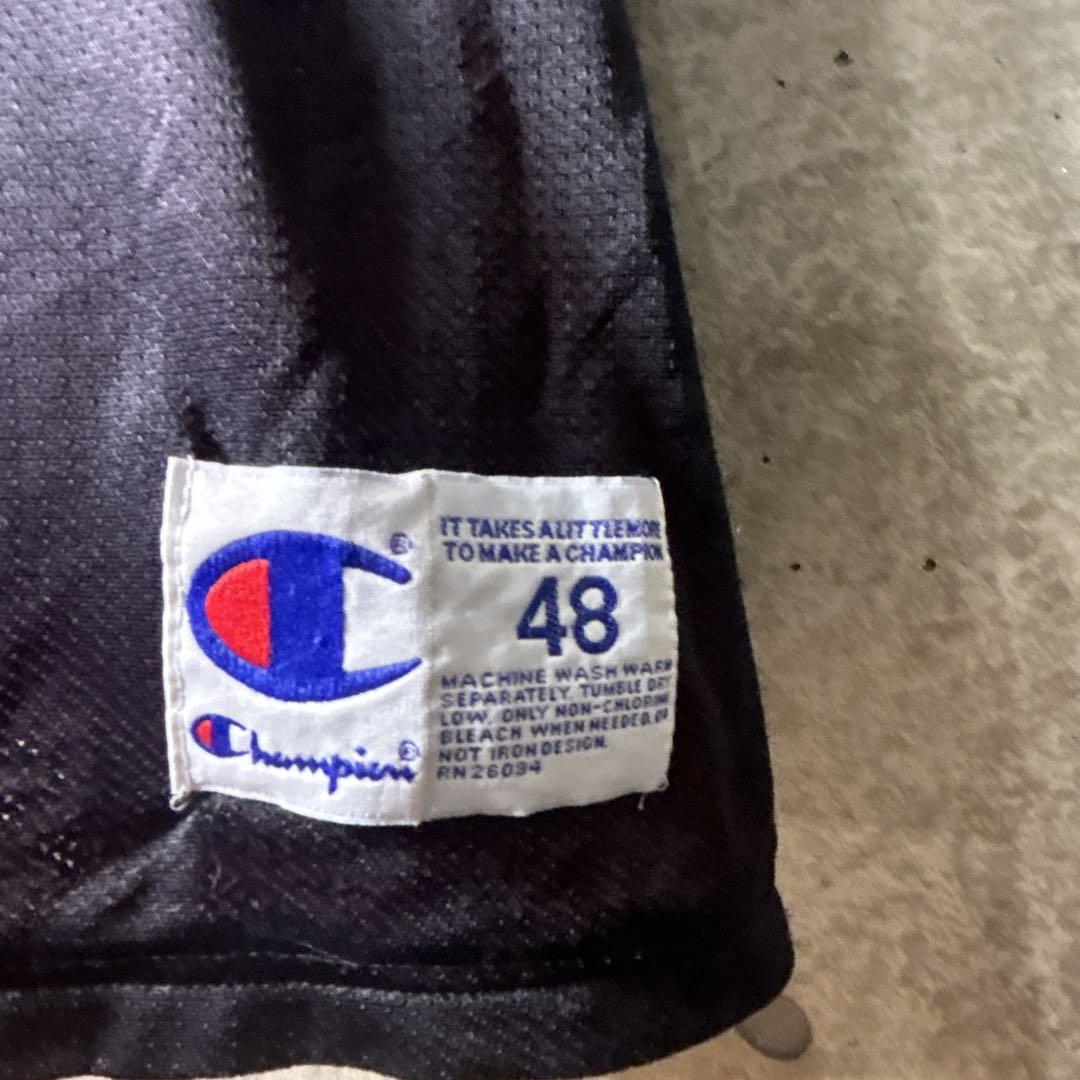 ®
Champion®
IT TAKES A LITTLE MORE
TO MAKE A CHAMPION
48
MACHINE WASH WARM
SEPARATELY, TUMBLE DRY
LOW, ONLY NON-CHLORINE
BLEACH WHEN NEEDED. DO
NOT IRON DESIGN.
RN 26094